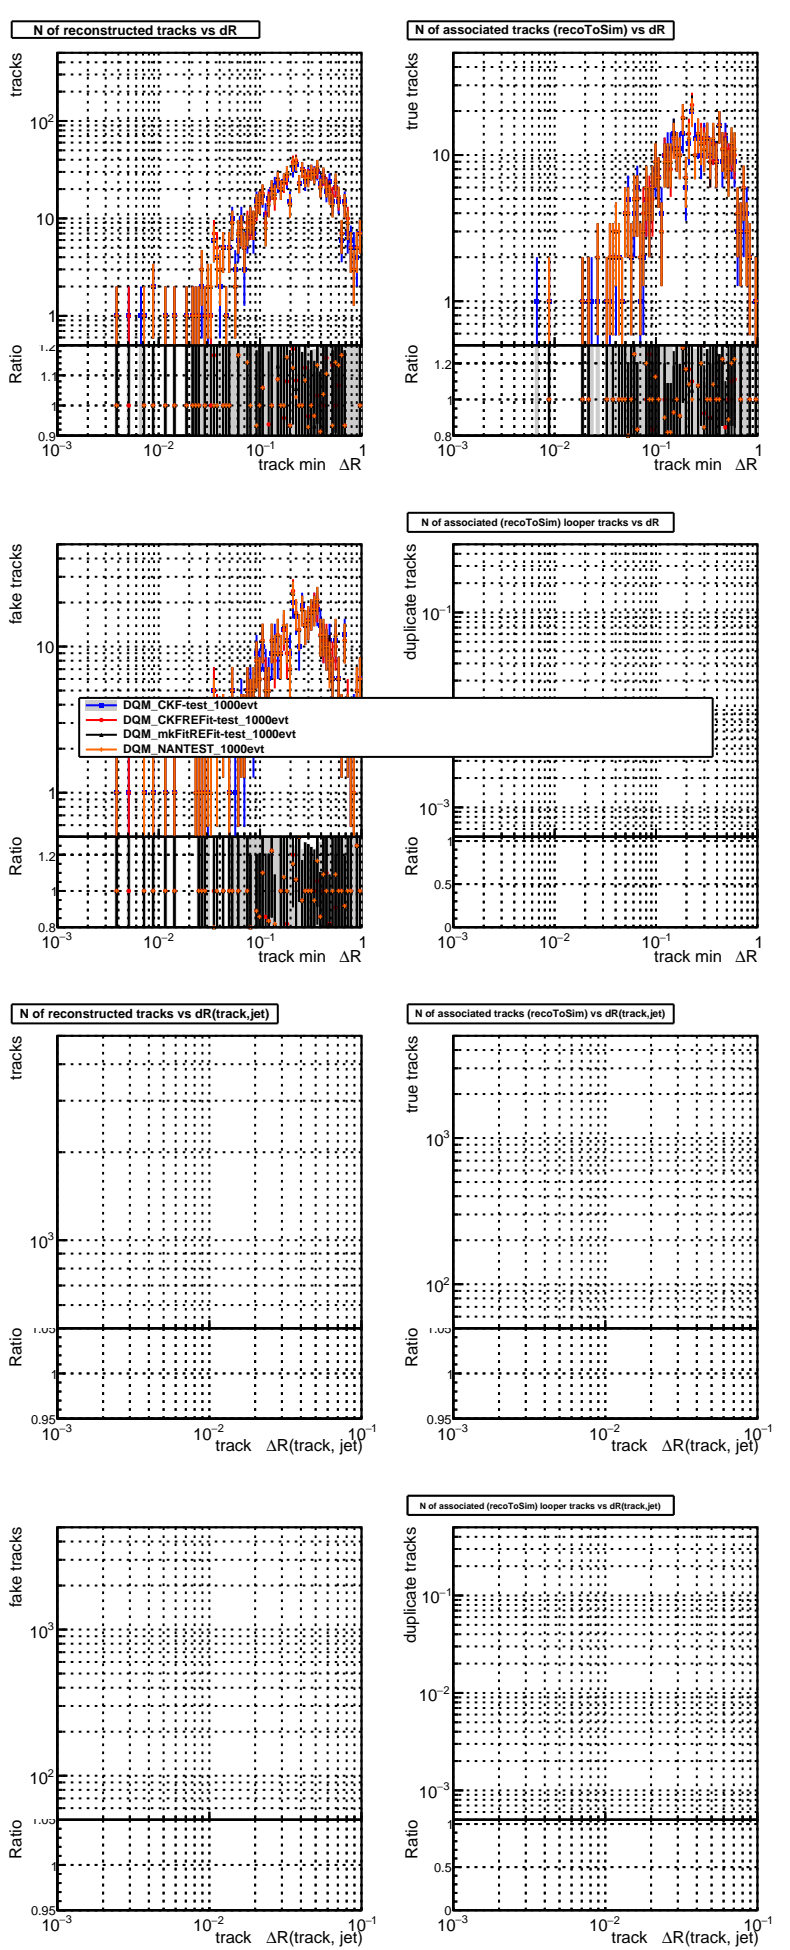 N of reconstructed tracks vs dR
tracks
10²
10
1
Ratio
1.2
1.1
1
0.9
10⁻³
10⁻²
10⁻¹
1
track min ΔR
N of associated tracks (recoToSim) vs dR
true tracks
10
1
Ratio
1.2
1
0.8
10⁻³
10⁻²
10⁻¹
1
track min ΔR
fake tracks
10
1
Ratio
1.2
1
0.8
10⁻³
10⁻²
10⁻¹
1
track min ΔR
N of associated (recoToSim) looper tracks vs dR
duplicate tracks
10⁻¹
10⁻³
Ratio
1
0.5
0
10⁻³
10⁻²
10⁻¹
1
track min ΔR
DQM_CKF-test_1000evt
DQM_CKFREFit-test_1000evt
DQM_mkFitREFit-test_1000evt
DQM_NANTEST_1000evt
N of reconstructed tracks vs dR(track,jet)
tracks
10³
Ratio
1.05
1
0.95
10⁻³
10⁻²
10⁻¹
track ΔR(track, jet)
N of associated tracks (recoToSim) vs dR(track,jet)
true tracks
10³
10²
Ratio
1.05
1
0.95
10⁻³
10⁻²
10⁻¹
track ΔR(track, jet)
fake tracks
10³
10²
Ratio
1.05
1
0.95
10⁻³
10⁻²
10⁻¹
track ΔR(track, jet)
N of associated (recoToSim) looper tracks vs dR(track,jet)
duplicate tracks
10⁻¹
10⁻²
10⁻³
Ratio
1
0.5
0
10⁻³
10⁻²
10⁻¹
track ΔR(track, jet)